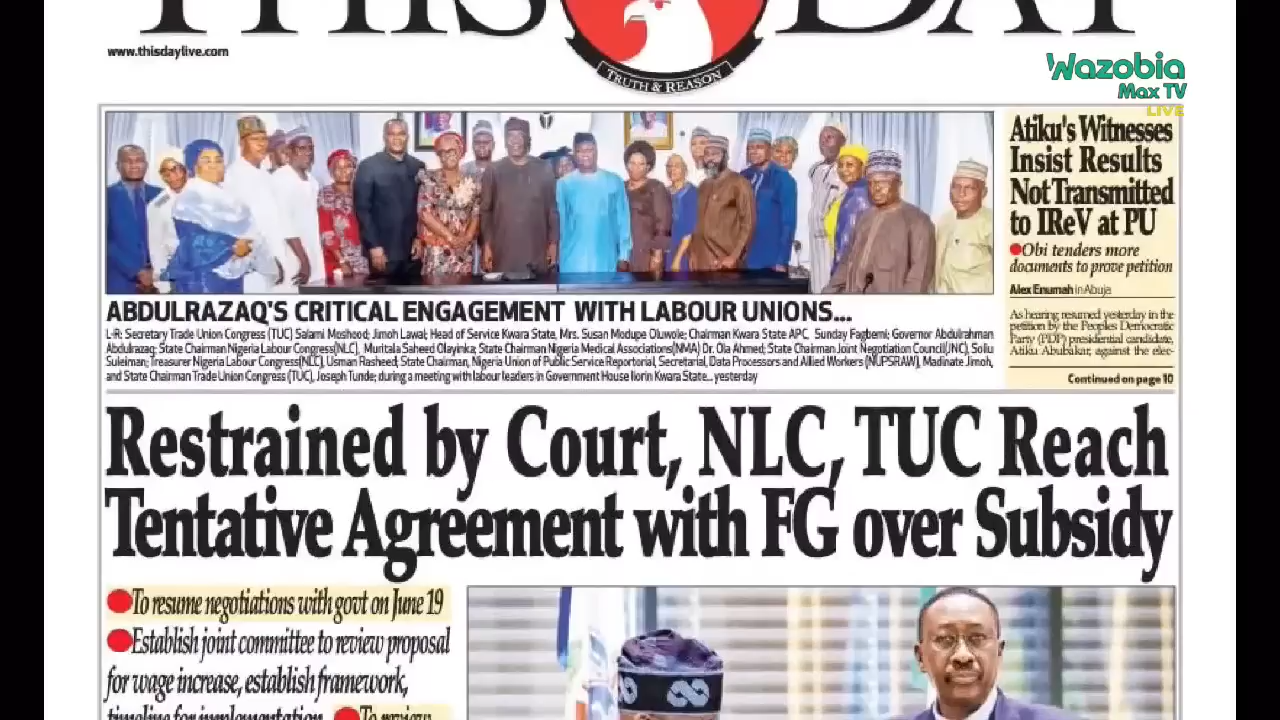 THIS DAY
www.thisdaylive.com
TRUTH & REASON
Wazobia
Max TV
LIVE
ABDULRAZAQ'S CRITICAL ENGAGEMENT WITH LABOUR UNIONS...
L-R: Secretary Trade Union Congress (TUC) Salami Moshood; Jimoh Lawal; Head of Service Kwara State, Mrs. Susan Modupe Oluwole; Chairman Kwara State APC, Sunday Fagbemi; Governor Abdulrahman
Abdulrazaq; State Chairman Nigeria Labour Congress(NLC), Muritala Saheed Olayinka; State Chairman Nigeria Medical Associations(NMA) Dr. Ola Ahmed; State Chairman Joint Negotiation Council(JNC), Soliu
Suleiman; Treasurer Nigeria Labour Congress(NLC), Usman Rasheed, State Chairman, Nigeria Union of Public Service Reportorial, Secretarial, Data Processors and Allied Workers (NUPSRAW), Madinate Jimoh,
and State Chairman Trade Union Congress (TUC), Joseph Tunde; during a meeting with labour leaders in Government House Ilorin Kwara State... yesterday
Atiku's Witnesses
Insist Results
Not Transmitted
to IReV at PU
Obi tenders more
documents to prove petition
Alex Enumah in Abuja
As hearing resumed yesterday in the
petition by the Peoples Democratic
Party (PDP) presidential candidate,
Atiku Abubakar, against the elec-
Continued on page 10
Restrained by Court, NLC, TUC Reach
Tentative Agreement with FG over Subsidy
To resume negotiations with govt on June 19
Establish joint committee to review proposal
for wage increase, establish framework,
timeline for implementation To review